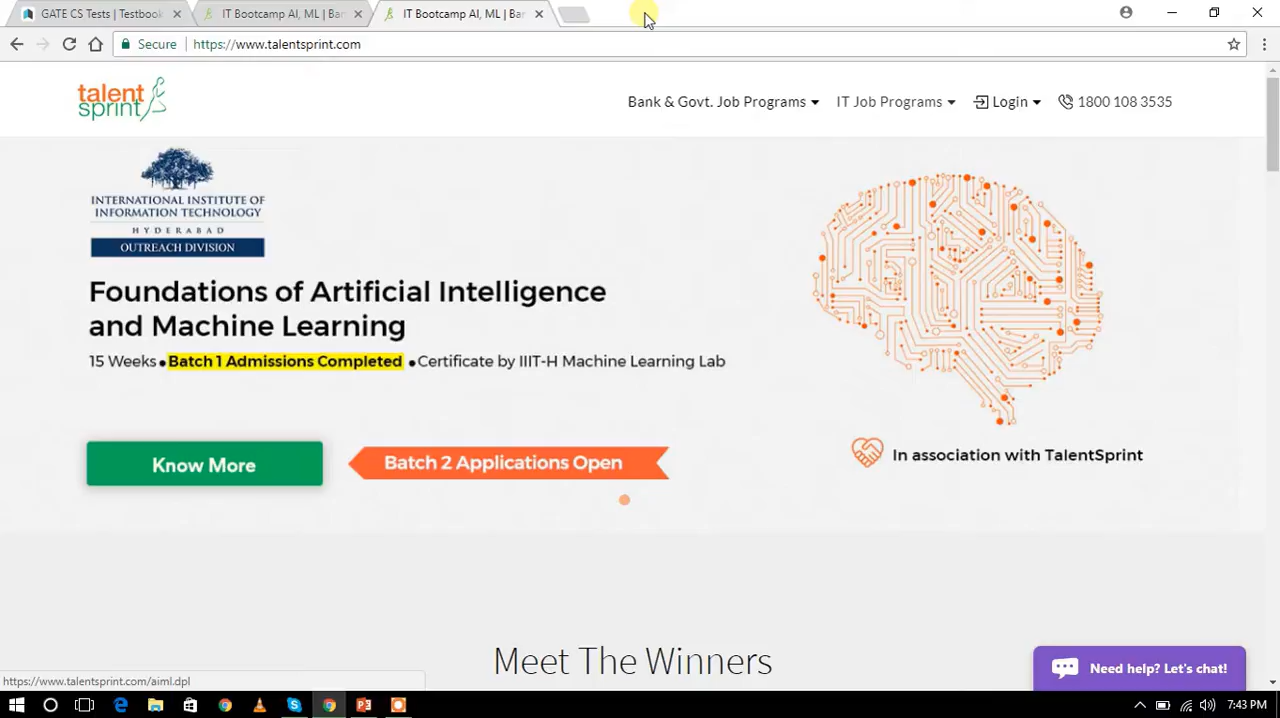 GATE CS Tests | Testbook
IT Bootcamp AI, ML | Ban
IT Bootcamp AI, ML | Ban
Secure
https://www.talentsprint.com
talent
sprint
Bank & Govt. Job Programs
IT Job Programs
Login
1800 108 3535
INTERNATIONAL INSTITUTE OF
INFORMATION TECHNOLOGY
HYDERABAD
OUTREACH DIVISION
Foundations of Artificial Intelligence
and Machine Learning
15 Weeks ● Batch 1 Admissions Completed ● Certificate by IIIT-H Machine Learning Lab
Know More
Batch 2 Applications Open
In association with TalentSprint
Meet The Winners
Need help? Let's chat!
https://www.talentsprint.com/aiml.dpl
7:43 PM